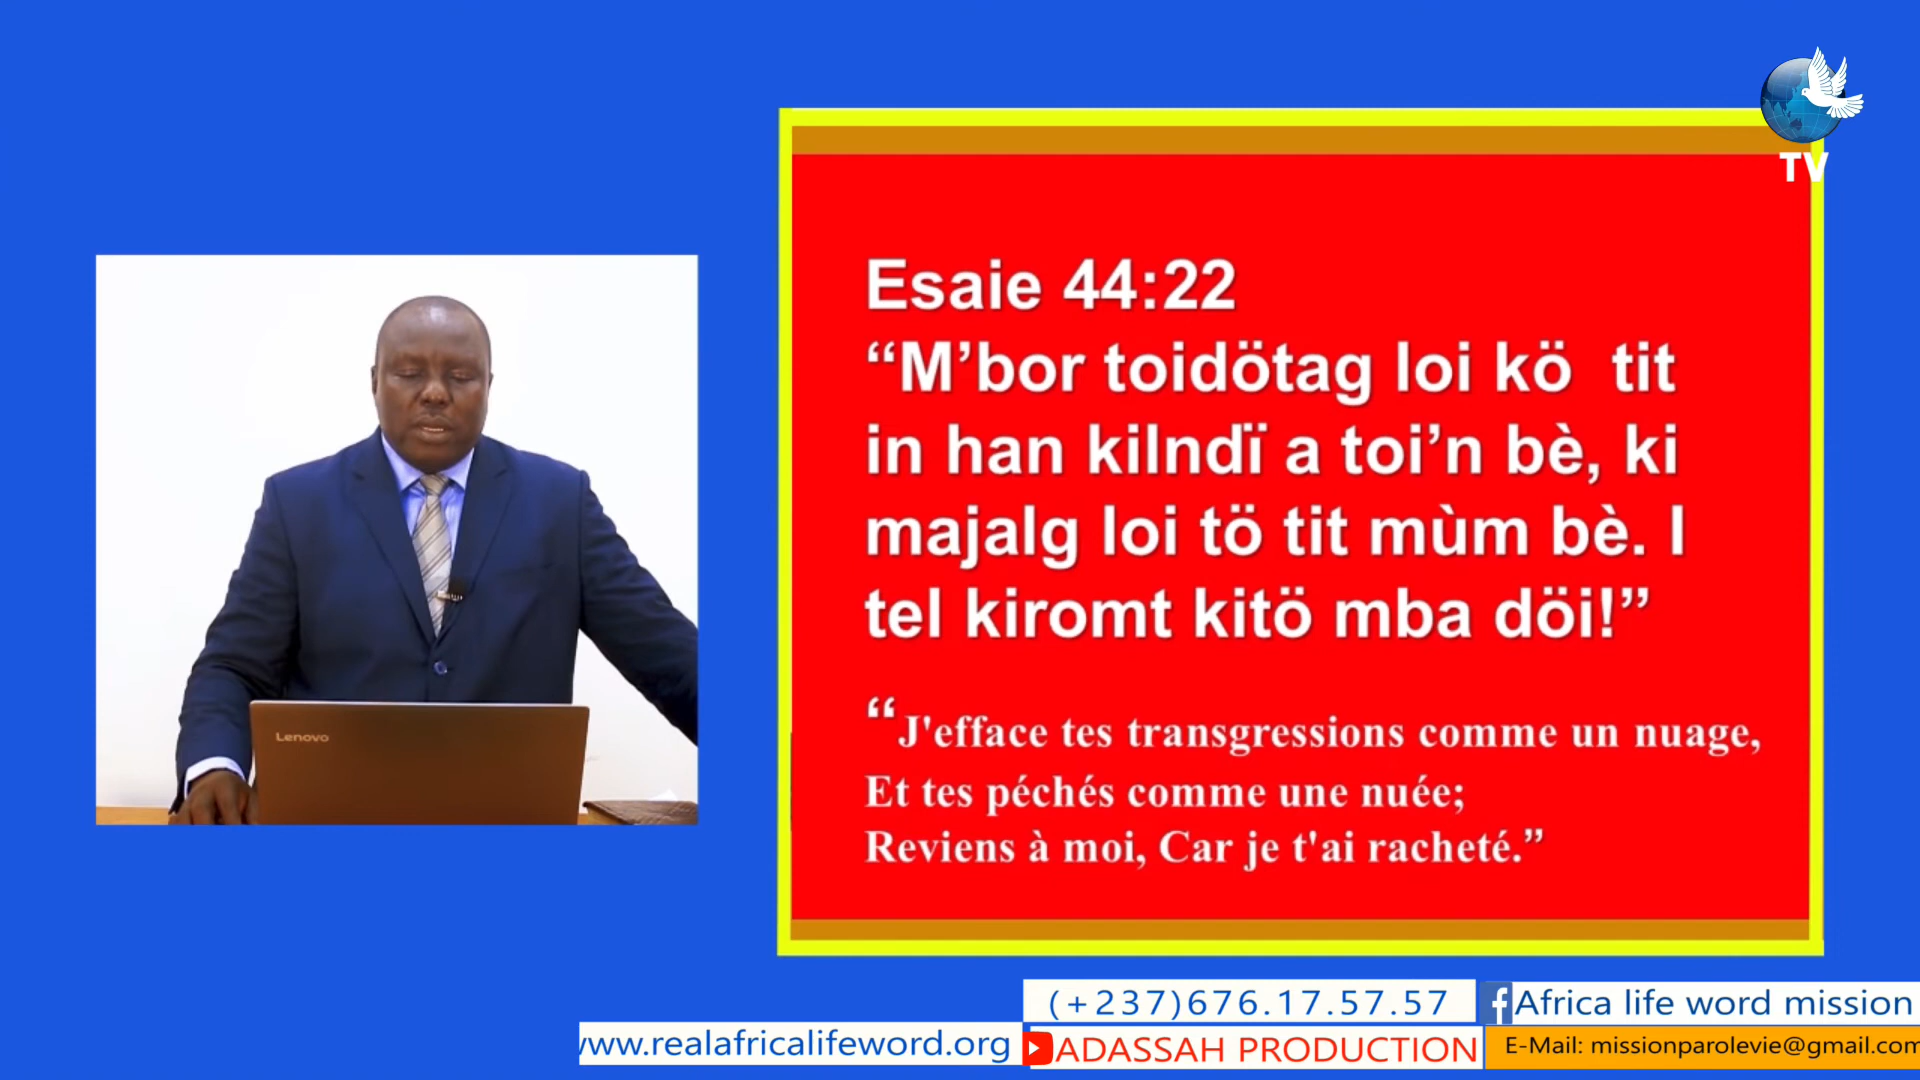 TV
Esaie 44:22
“M’bor toidötag loi kö tit
in han kilndï a toi’n bè, ki
majalg loi tö tit mùm bè. I
tel kiromt kitö mba döi!”
“J'efface tes transgressions comme un nuage,
Et tes péchés comme une nuée;
Reviens à moi, Car je t'ai racheté.”
Lenovo
(+237)676.17.57.57
Africa life word mission
www.realafricalifeword.org
ADASSAH PRODUCTION
E-Mail: missionparolevie@gmail.com